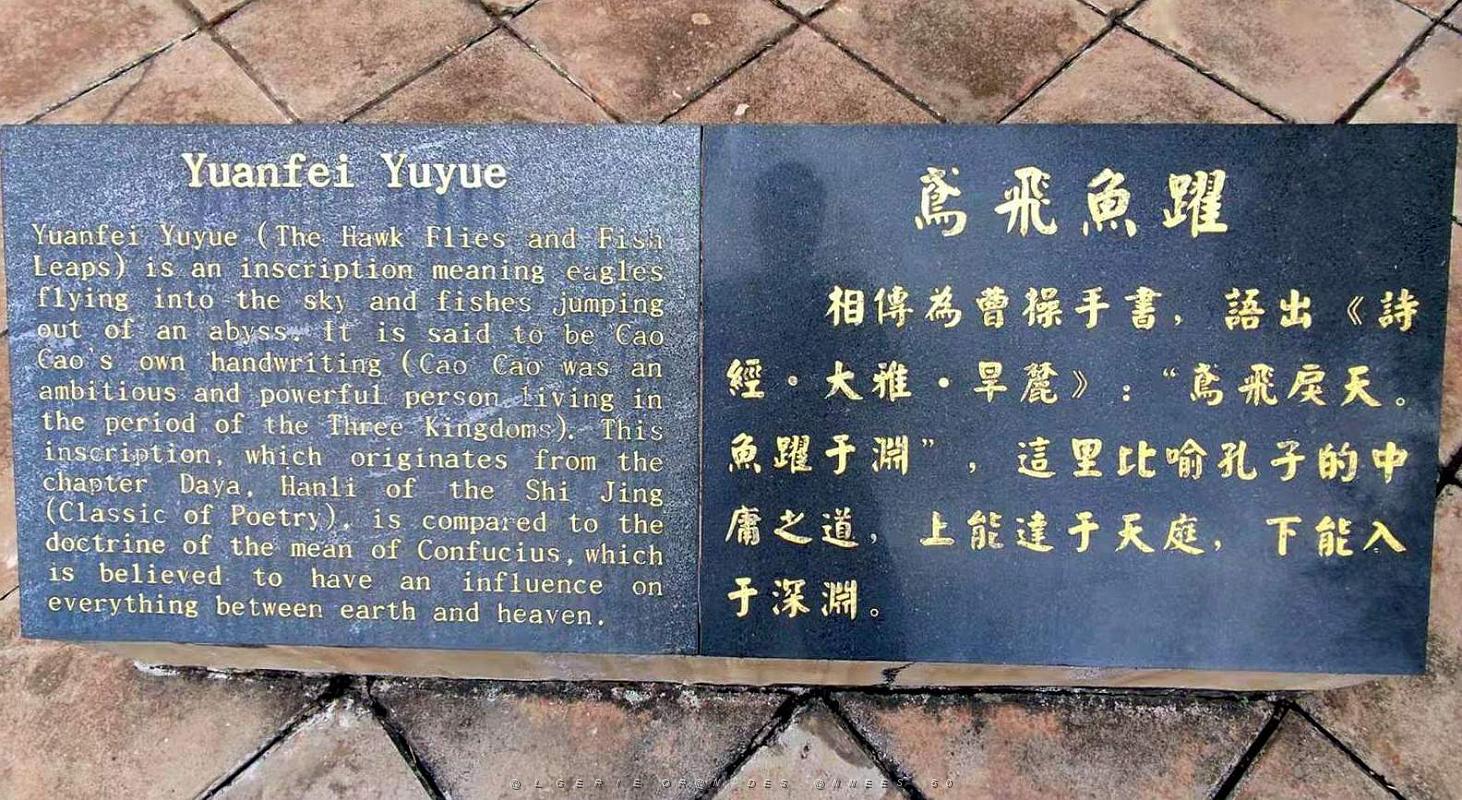 Yuanfei Yuyue
Yuanfei Yuyue (The Hawk Flies and Fish
Leaps) is an inscription meaning eagles
flying into the sky and fishes jumping
out of an abyss. It is said to be Cao
Cao's own handwriting (Cao Cao was an
ambitious and powerful person living in
the period of the Three Kingdoms). This
inscription, which originates from the
chapter Daya, Hanli of the Shi Jing
(Classic of Poetry), is compared to the
doctrine of the mean of Confucius, which
is believed to have an influence on
everything between earth and heaven.
鳶飛魚躍
相傳為曹操手書，語出《詩
經·大雅·旱麓》：“鳶飛戾天。
魚躍于淵”，這里比喻孔子的中
庸之道，上能達于天庭，下能入
于深淵。
@LGERIE OR@N DES @NNEES 50